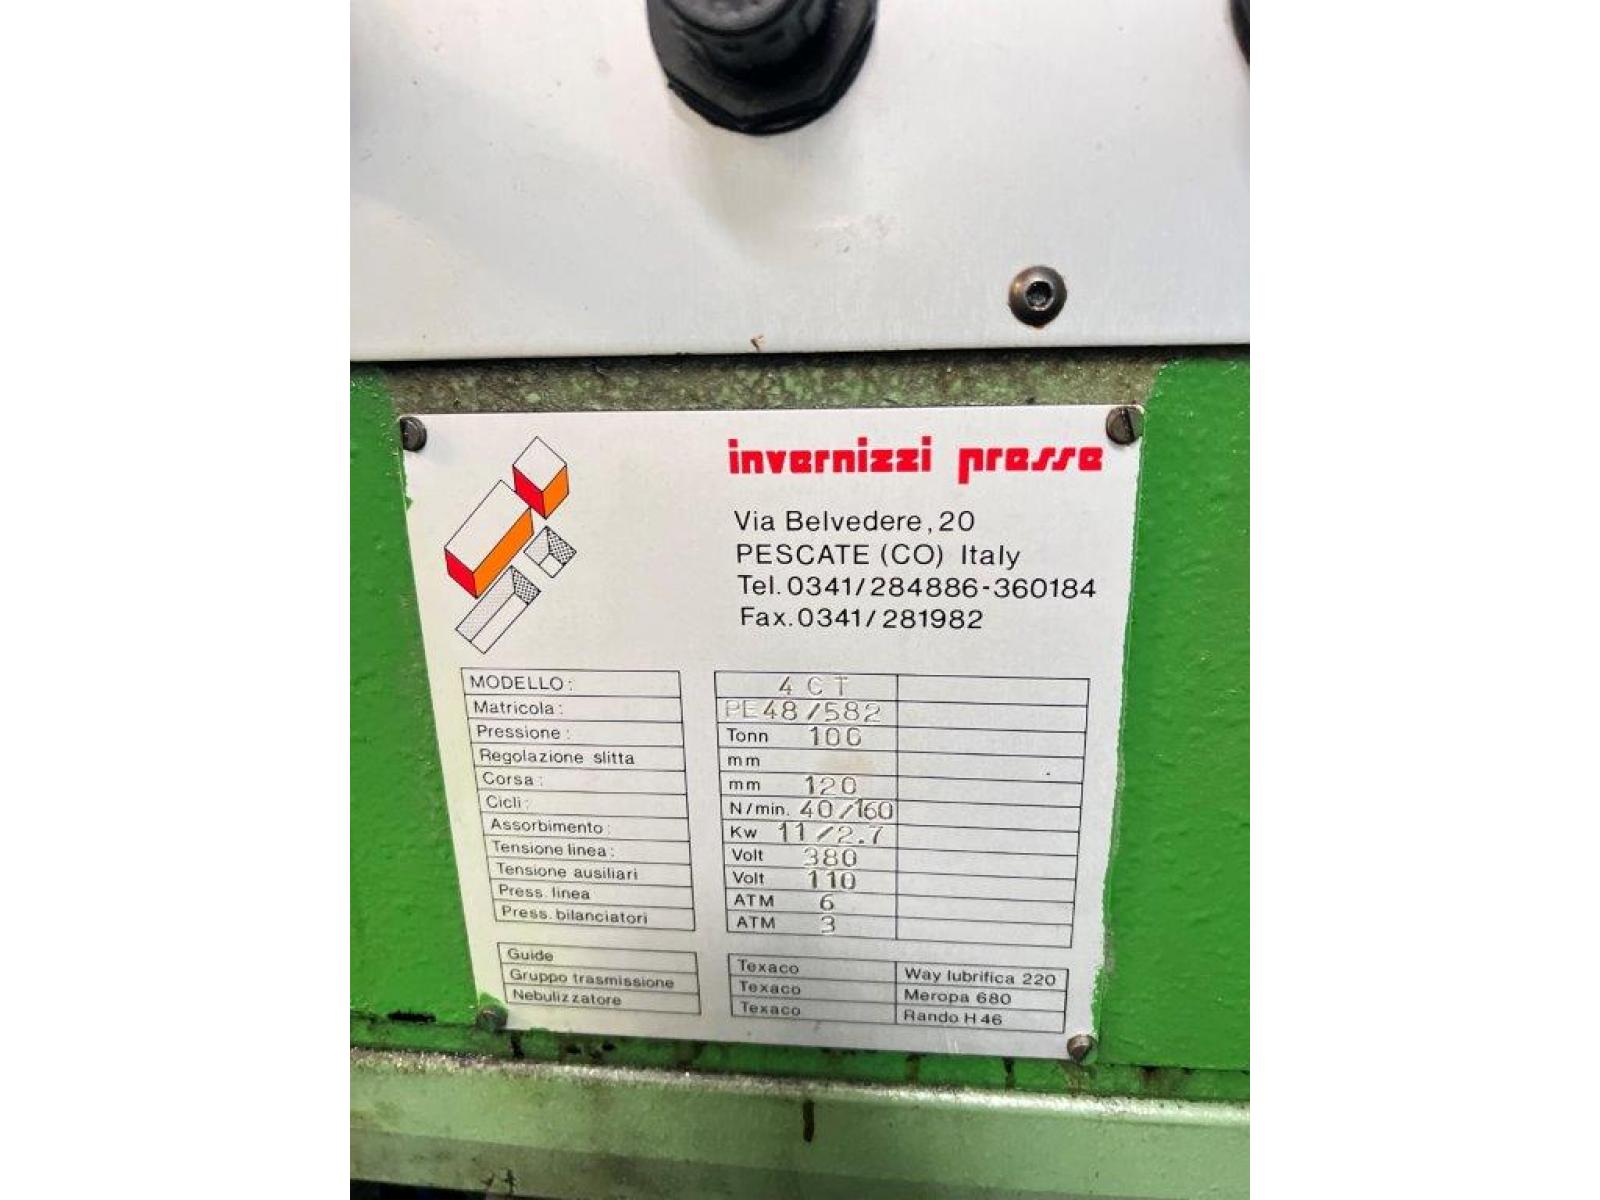 invernizzi presse
Via Belvedere, 20
PESCATE (CO) Italy
Tel. 0341/284886-360184
Fax. 0341/281982
MODELLO: 4 C T
Matricola: PE48/582
Pressione: Tonn 100
Regolazione slitta mm
Corsa: mm 120
Cicli: N/min. 40/160
Assorbimento: Kw 11/2.7
Tensione linea: Volt 380
Tensione ausiliari Volt 110
Press. linea ATM 6
Press. bilanciatori ATM 3
Guide Texaco Way lubrifica 220
Gruppo trasmissione Texaco Meropa 680
Nebulizzatore Texaco Rando H 46